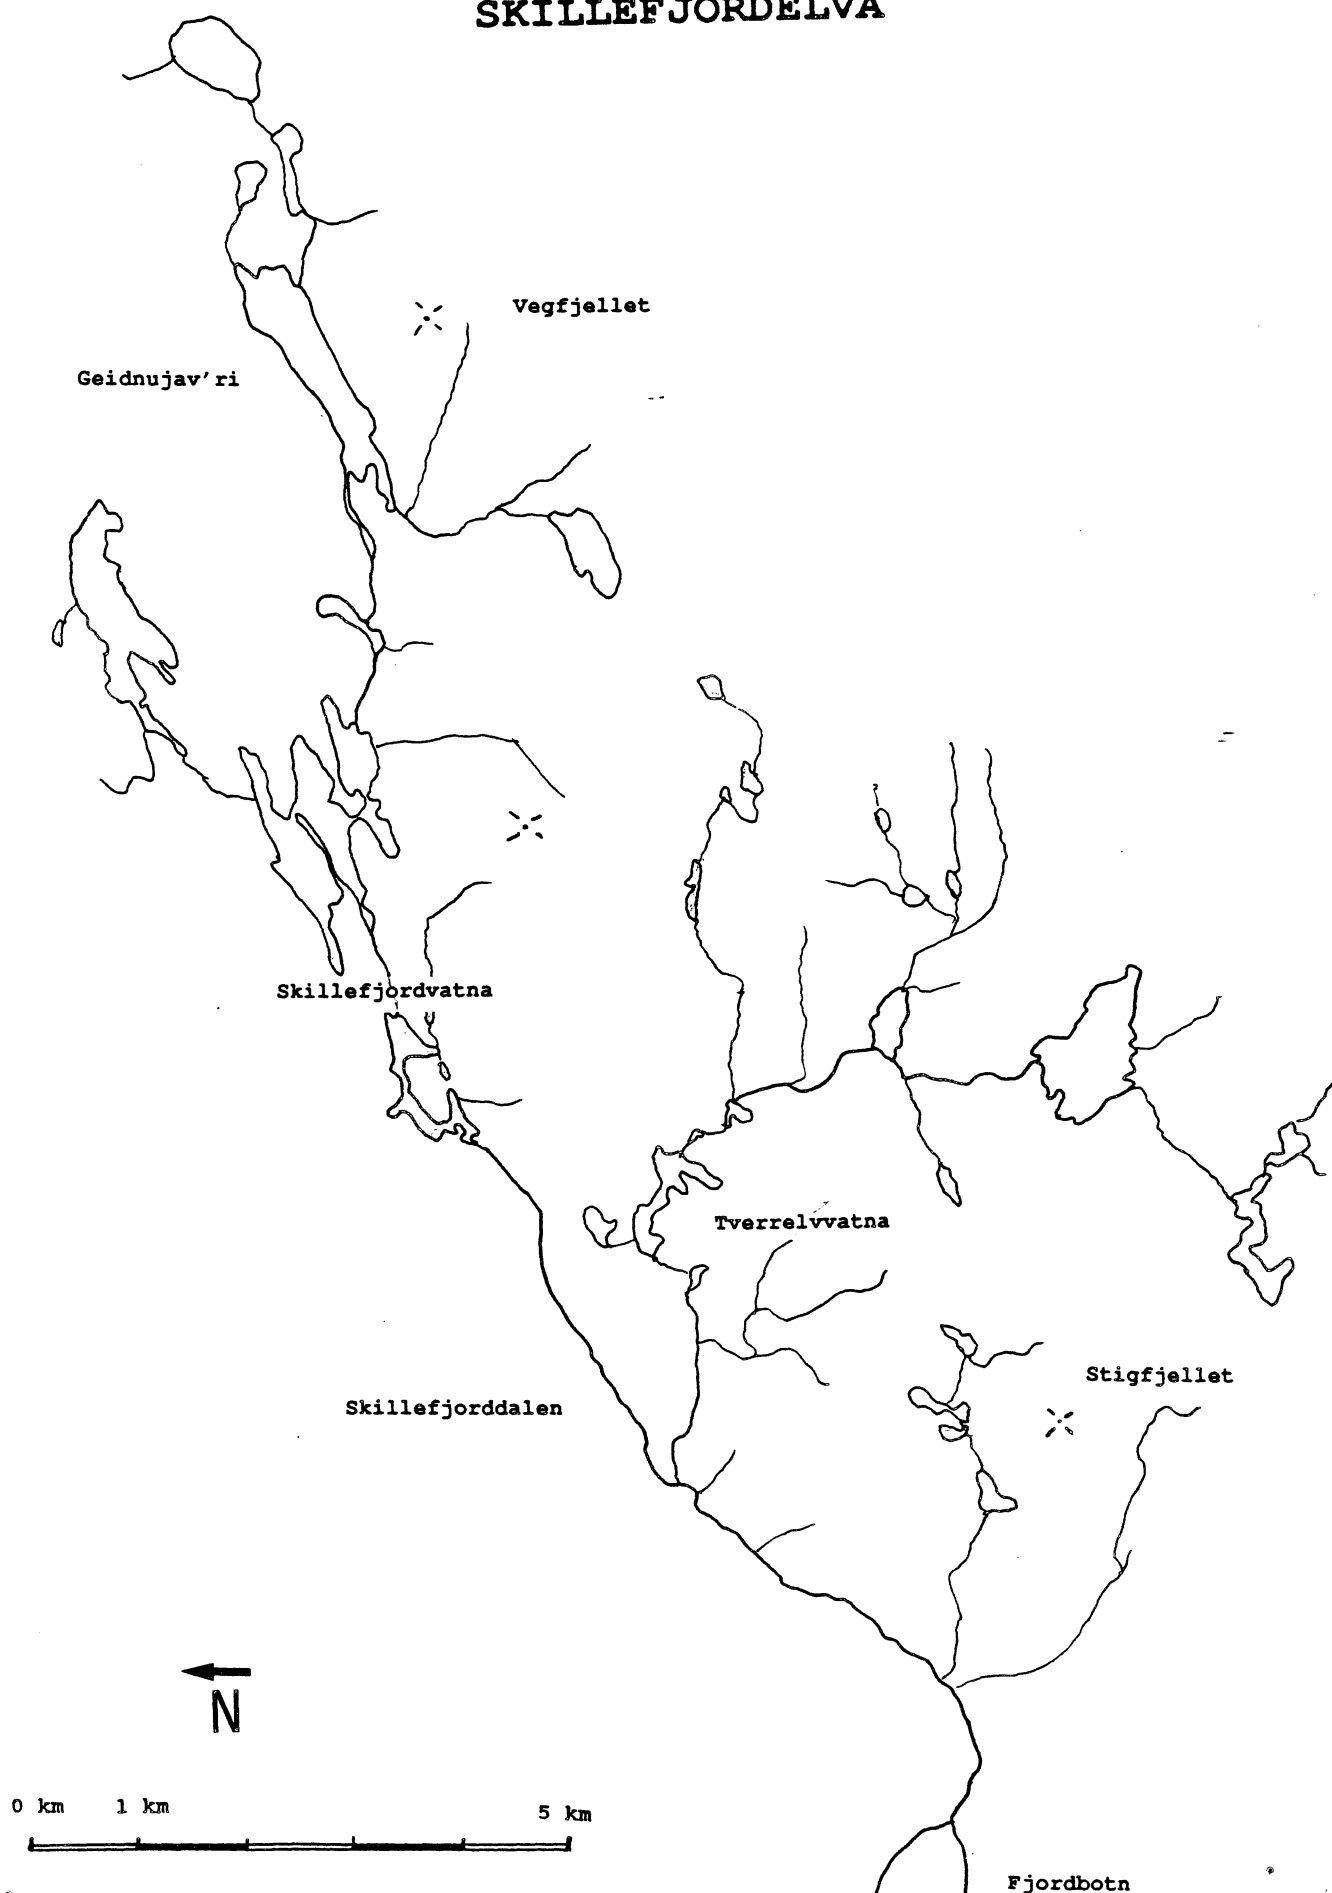 SKILLEFJORDELVA
Vegfjellet
Geidnujav'ri
Skillefjordvatna
Tverrelvvatna
Stigfjellet
Skillefjorddalen
N
0 km 1 km 5 km
Fjordbotn